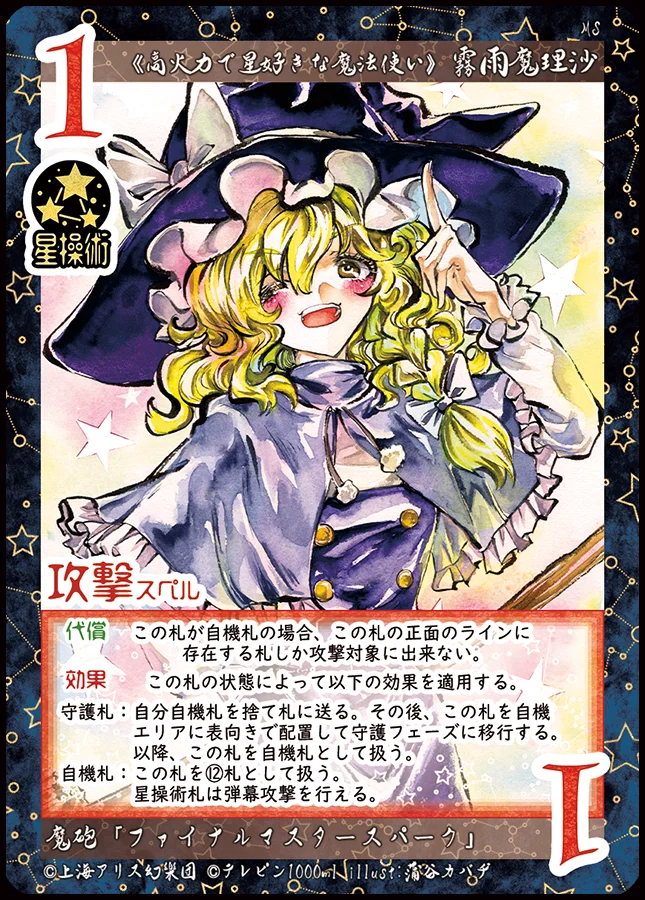 MS
1
《高火力で星好きな魔法使い》 霧雨魔理沙
星操術
攻撃スペル
代償 この札が自機札の場合、この札の正面のラインに
存在する札しか攻撃対象に出来ない。
効果 この札の状態によって以下の効果を適用する。
守護札：自分自機札を捨て札に送る。その後、この札を自機
エリアに表向きで配置して守護フェーズに移行する。
以降、この札を自機札として扱う。
自機札：この札を⑫札として扱う。
星操術札は弾幕攻撃を行える。
1
魔砲「ファイナルマスタースパーク」
©上海アリス幻樂団 ©テレピン1000ml illust:蒲谷カバヂ